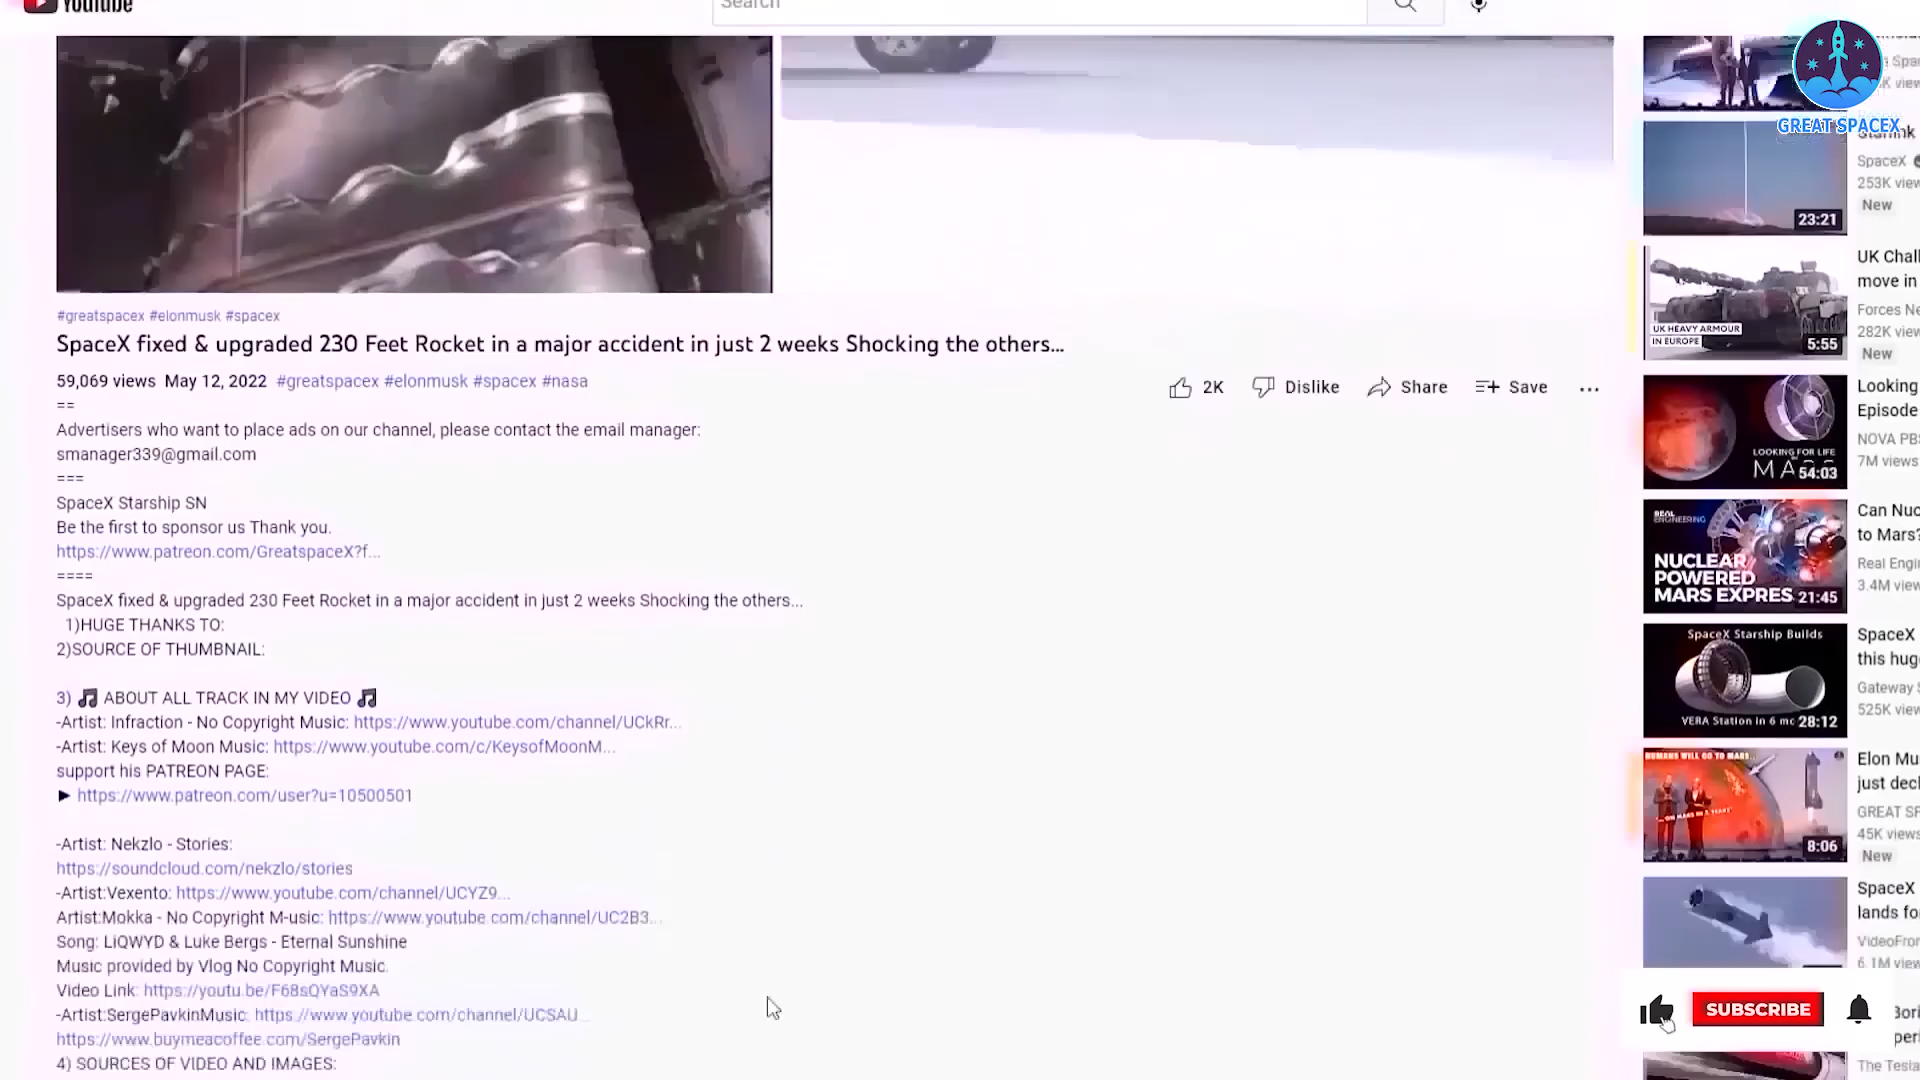 YouTube
Search
#greatspacex #elonmusk #spacex
SpaceX fixed & upgraded 230 Feet Rocket in a major accident in just 2 weeks Shocking the others...
59,069 views May 12, 2022 #greatspacex #elonmusk #spacex #nasa
2K Dislike Share Save ...
==
Advertisers who want to place ads on our channel, please contact the email manager:
smanager339@gmail.com
===
SpaceX Starship SN
Be the first to sponsor us Thank you.
https://www.patreon.com/GreatspaceX?f...
====
SpaceX fixed & upgraded 230 Feet Rocket in a major accident in just 2 weeks Shocking the others...
1)HUGE THANKS TO:
2)SOURCE OF THUMBNAIL:
3) 🎵 ABOUT ALL TRACK IN MY VIDEO 🎵
-Artist: Infraction - No Copyright Music: https://www.youtube.com/channel/UCkRr...
-Artist: Keys of Moon Music: https://www.youtube.com/c/KeysofMoonM...
support his PATREON PAGE:
► https://www.patreon.com/user?u=10500501
-Artist: Nekzlo - Stories:
https://soundcloud.com/nekzlo/stories
-Artist:Vexento: https://www.youtube.com/channel/UCYZ9...
Artist:Mokka - No Copyright M-usic: https://www.youtube.com/channel/UC2B3...
Song: LiQWYD & Luke Bergs - Eternal Sunshine
Music provided by Vlog No Copyright Music.
Video Link: https://youtu.be/F68sQYaS9XA
-Artist:SergePavkinMusic: https://www.youtube.com/channel/UCSAU...
https://www.buymeacoffee.com/SergePavkin
4) SOURCES OF VIDEO AND IMAGES:
GREAT SPACEX
Starlink
SpaceX
253K view
New
23:21
UK Chall
move in
Forces Ne
282K view
New
UK HEAVY ARMOUR
IN EUROPE
5:55
Looking
Episode
NOVA PBS
7M views
LOOKING FOR LIFE
MA
54:03
Can Nuc
to Mars?
Real Engi
3.4M view
REAL
ENGINEERING
NUCLEAR
POWERED
MARS EXPRES
21:45
SpaceX
this hug
Gateway S
525K view
SpaceX Starship Builds
VERA Station in 6 mo
28:12
Elon Mu
just decl
GREAT SP
45K views
New
HUMANS WILL GO TO MARS...
8:06
SpaceX
lands fo
VideoFro
6.1M view
SUBSCRIBE
Bori
peri
The Tesla